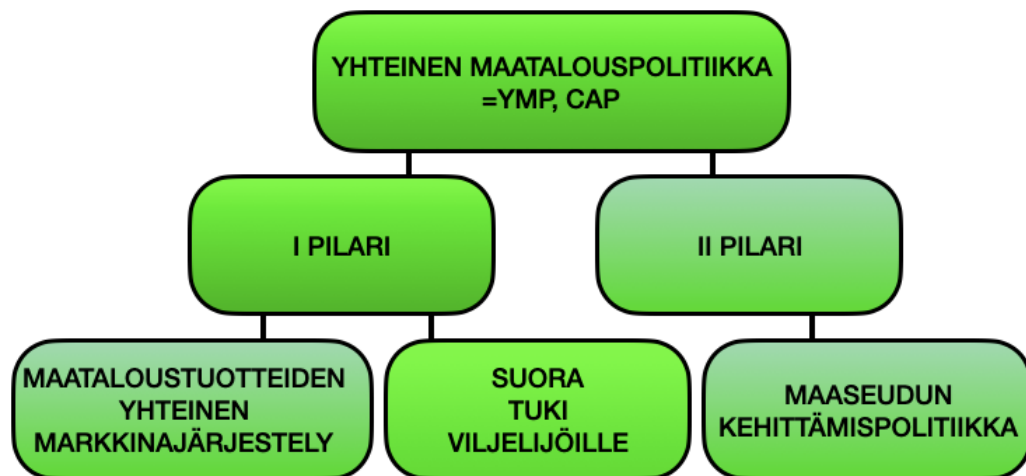 YHTEINEN MAATALOUSPOLITIIKKA
=YMP, CAP
I PILARI
II PILARI
MAATALOUSTUOTTEIDEN
YHTEINEN
MARKKINAJÄRJESTELY
SUORA
TUKI
VILJELIJÖILLE
MAASEUDUN
KEHITTÄMISPOLITIIKKA